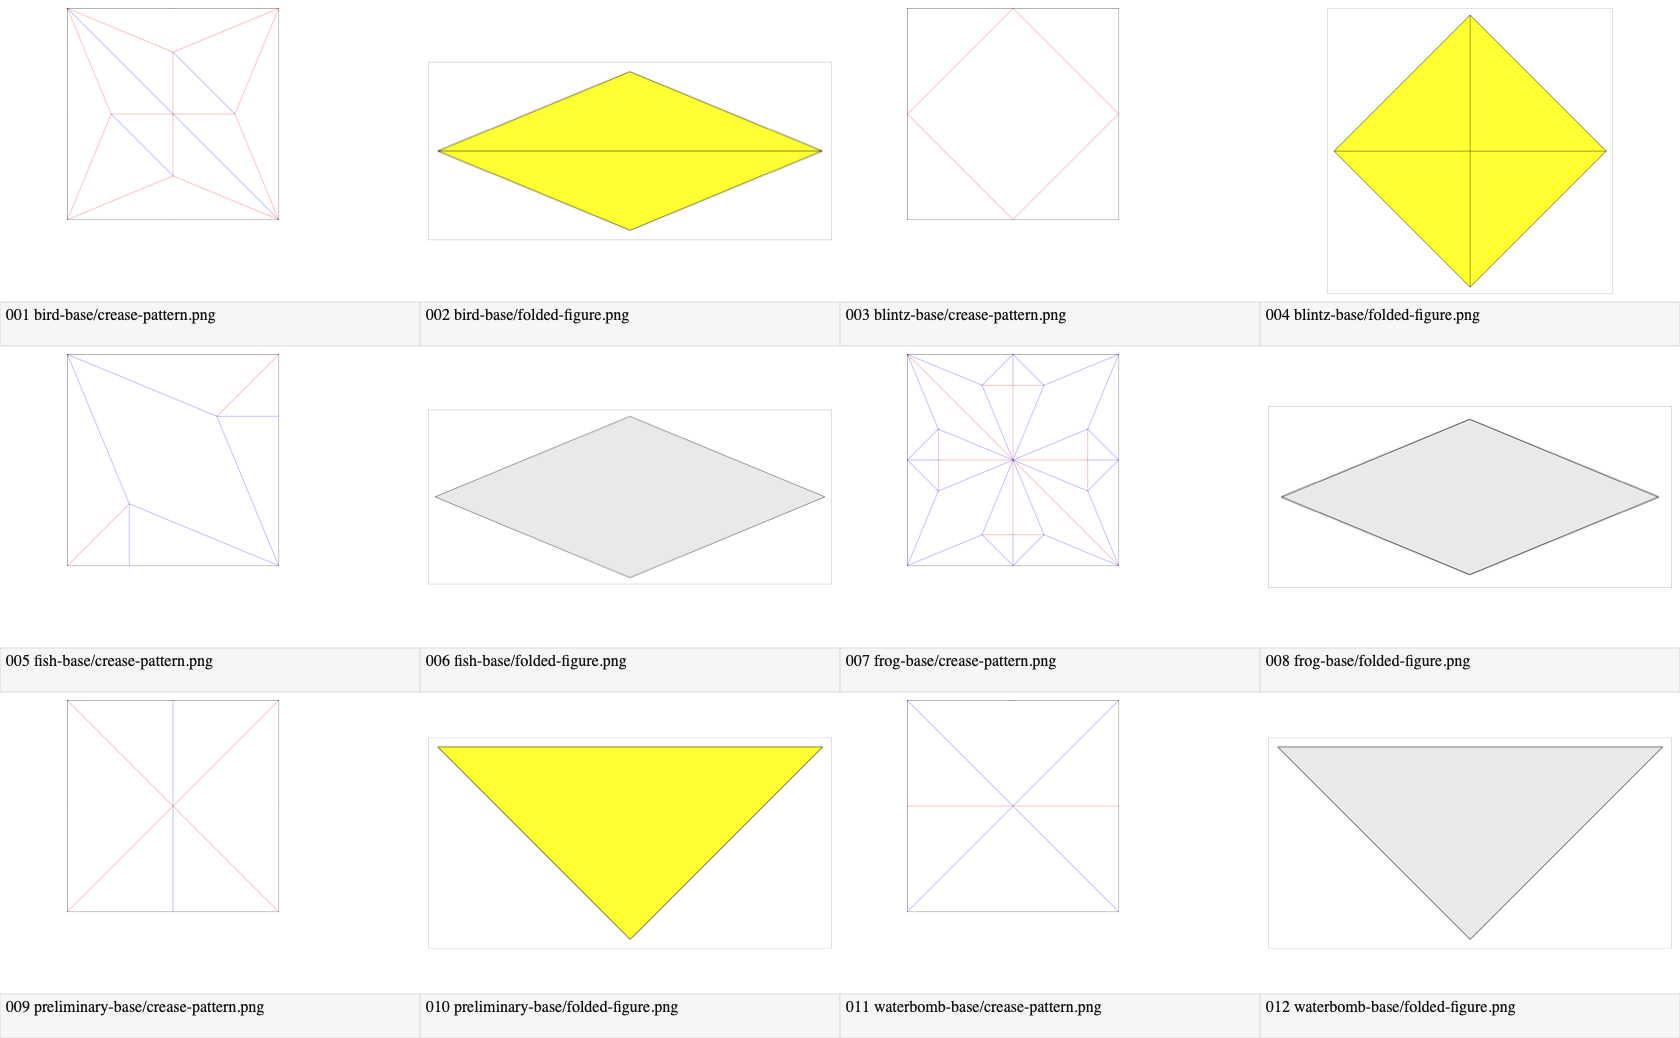 001 bird-base/crease-pattern.png
002 bird-base/folded-figure.png
003 blintz-base/crease-pattern.png
004 blintz-base/folded-figure.png
005 fish-base/crease-pattern.png
006 fish-base/folded-figure.png
007 frog-base/crease-pattern.png
008 frog-base/folded-figure.png
009 preliminary-base/crease-pattern.png
010 preliminary-base/folded-figure.png
011 waterbomb-base/crease-pattern.png
012 waterbomb-base/folded-figure.png